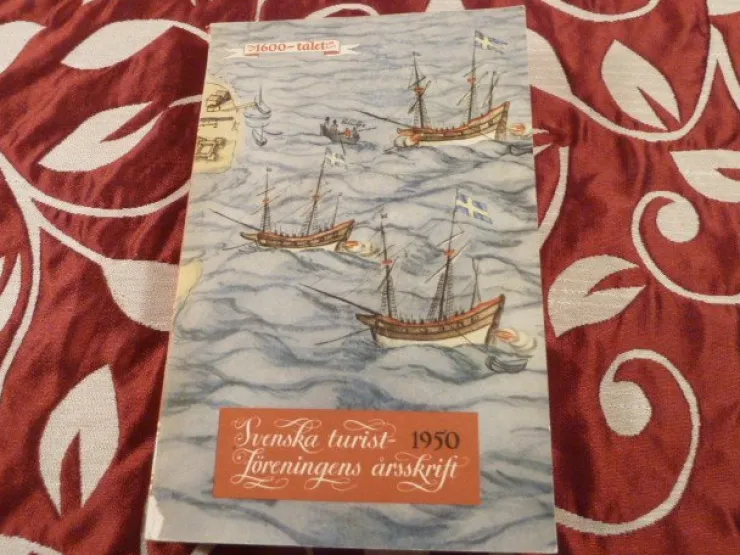 1600-talet
Svenska turist- 1950
föreningens årsskrift